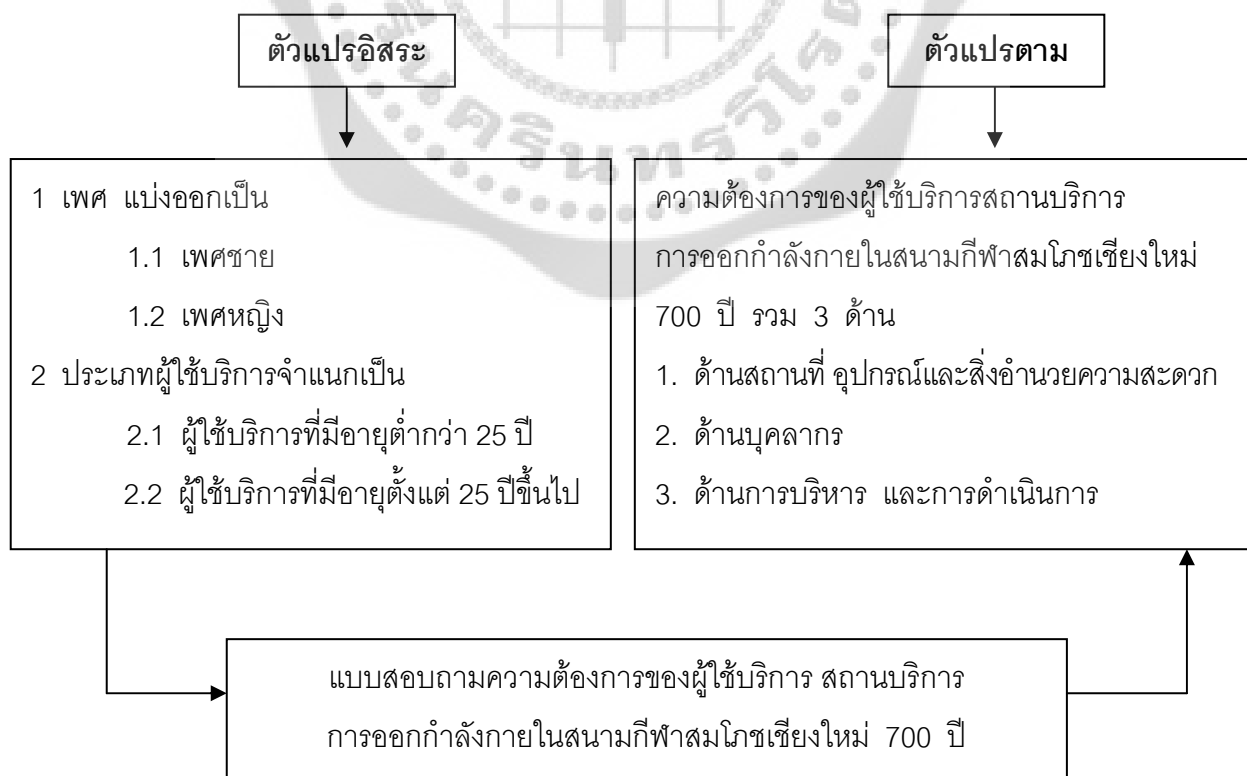 ตัวแปรอิสระ
ตัวแปรตาม
1 เพศ แบ่งออกเป็น
1.1 เพศชาย
1.2 เพศหญิง
2 ประเภทผู้ใช้บริการจำแนกเป็น
2.1 ผู้ใช้บริการที่มีอายุต่ำกว่า 25 ปี
2.2 ผู้ใช้บริการที่มีอายุตั้งแต่ 25 ปีขึ้นไป
ความต้องการของผู้ใช้บริการสถานบริการ
การออกกำลังกายในสนามกีฬาสมโภชเชียงใหม่
700 ปี รวม 3 ด้าน
1. ด้านสถานที่ อุปกรณ์และสิ่งอำนวยความสะดวก
2. ด้านบุคลากร
3. ด้านการบริหาร และการดำเนินการ
แบบสอบถามความต้องการของผู้ใช้บริการ สถานบริการ
การออกกำลังกายในสนามกีฬาสมโภชเชียงใหม่ 700 ปี